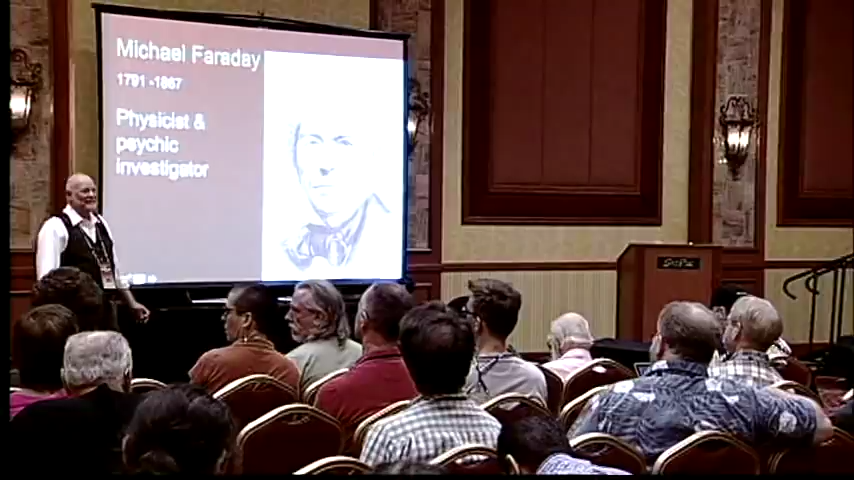 Michael Faraday
1791 -1867
Physicist &
psychic
investigator